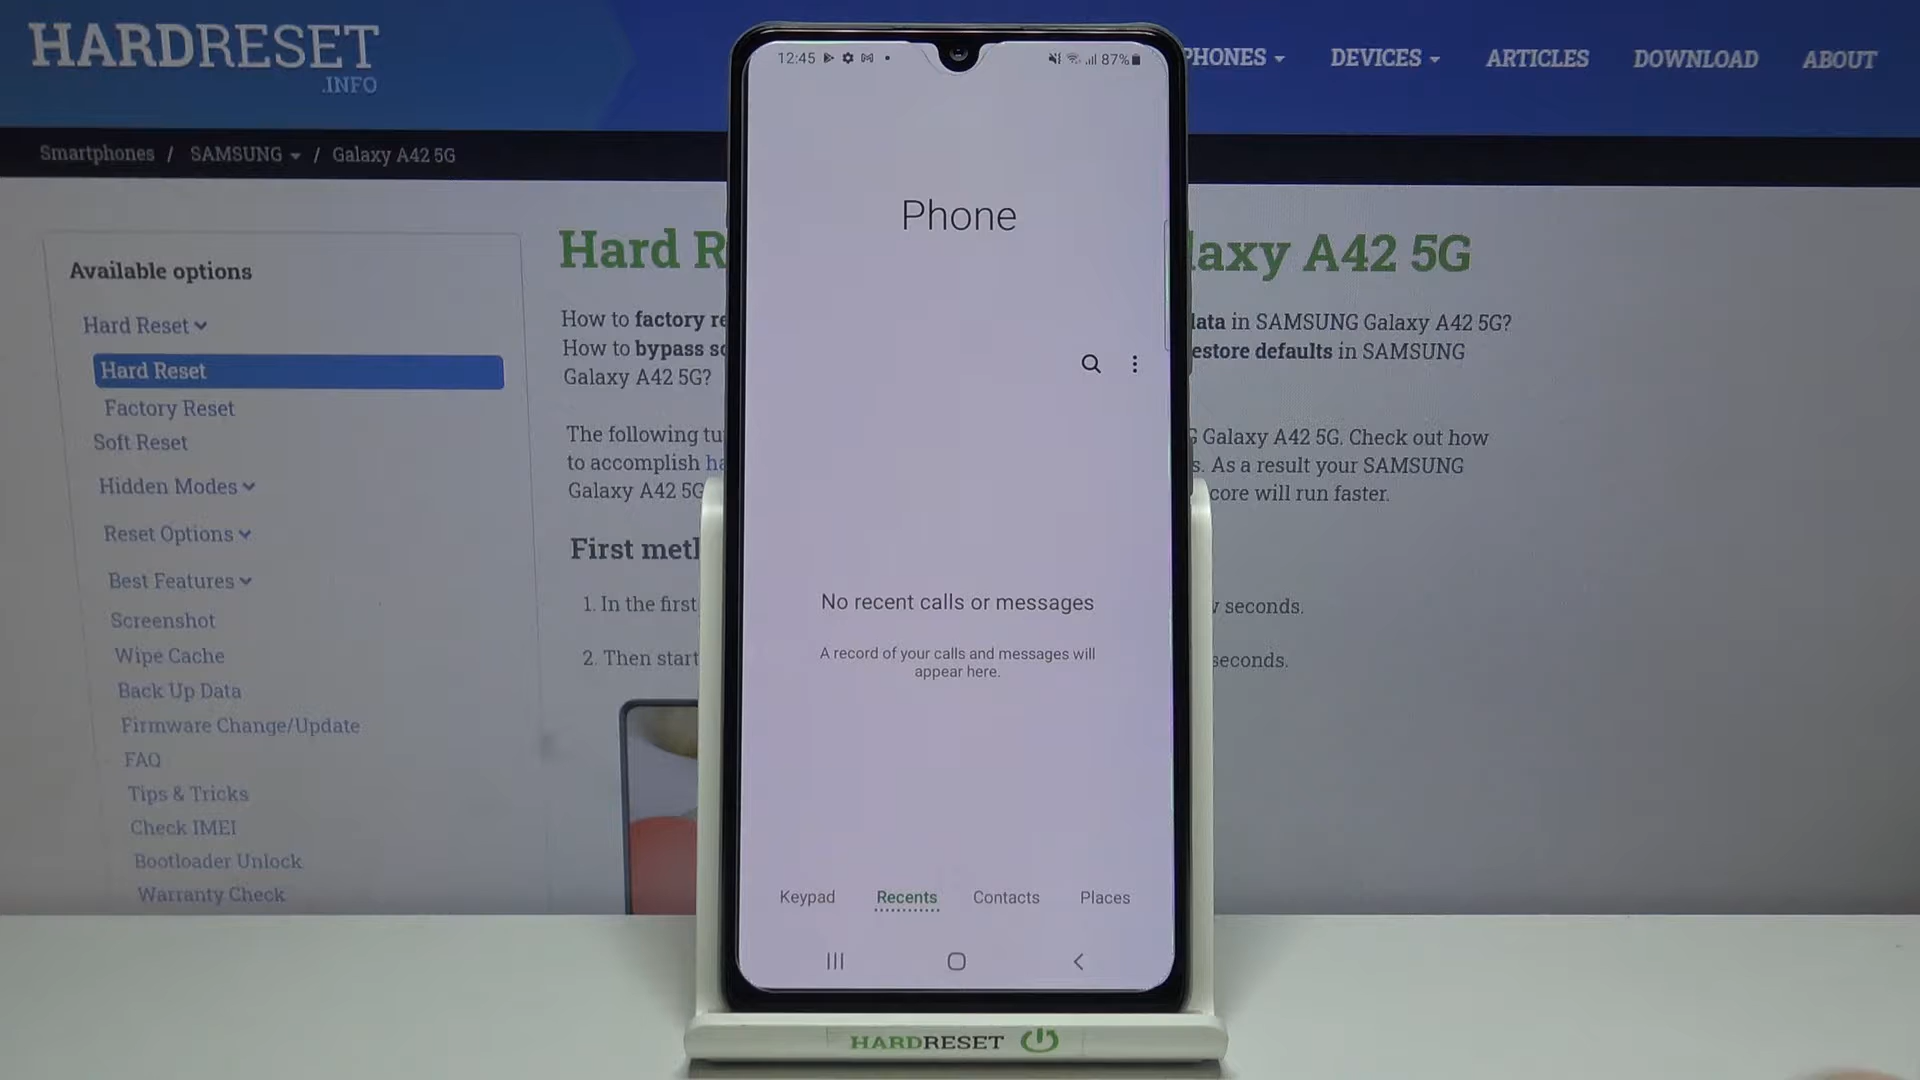 HARDRESET
.INFO
PHONES
DEVICES
ARTICLES
DOWNLOAD
ABOUT
Smartphones / SAMSUNG / Galaxy A42 5G
Available options
Hard Reset
Hard Reset
Factory Reset
Soft Reset
Hidden Modes
Reset Options
Best Features
Screenshot
Wipe Cache
Back Up Data
Firmware Change/Update
FAQ
Tips & Tricks
Check IMEI
Bootloader Unlock
Warranty Check
Hard R
laxy A42 5G
How to factory re
data in SAMSUNG Galaxy A42 5G?
How to bypass sc
estore defaults in SAMSUNG
Galaxy A42 5G?
The following tu
G Galaxy A42 5G. Check out how
to accomplish ha
s. As a result your SAMSUNG
Galaxy A42 5G
core will run faster.
First metl
1. In the first
v seconds.
2. Then start
seconds.
12:45
87%
Phone
No recent calls or messages
A record of your calls and messages will
appear here.
Keypad
Recents
Contacts
Places
HARDRESET